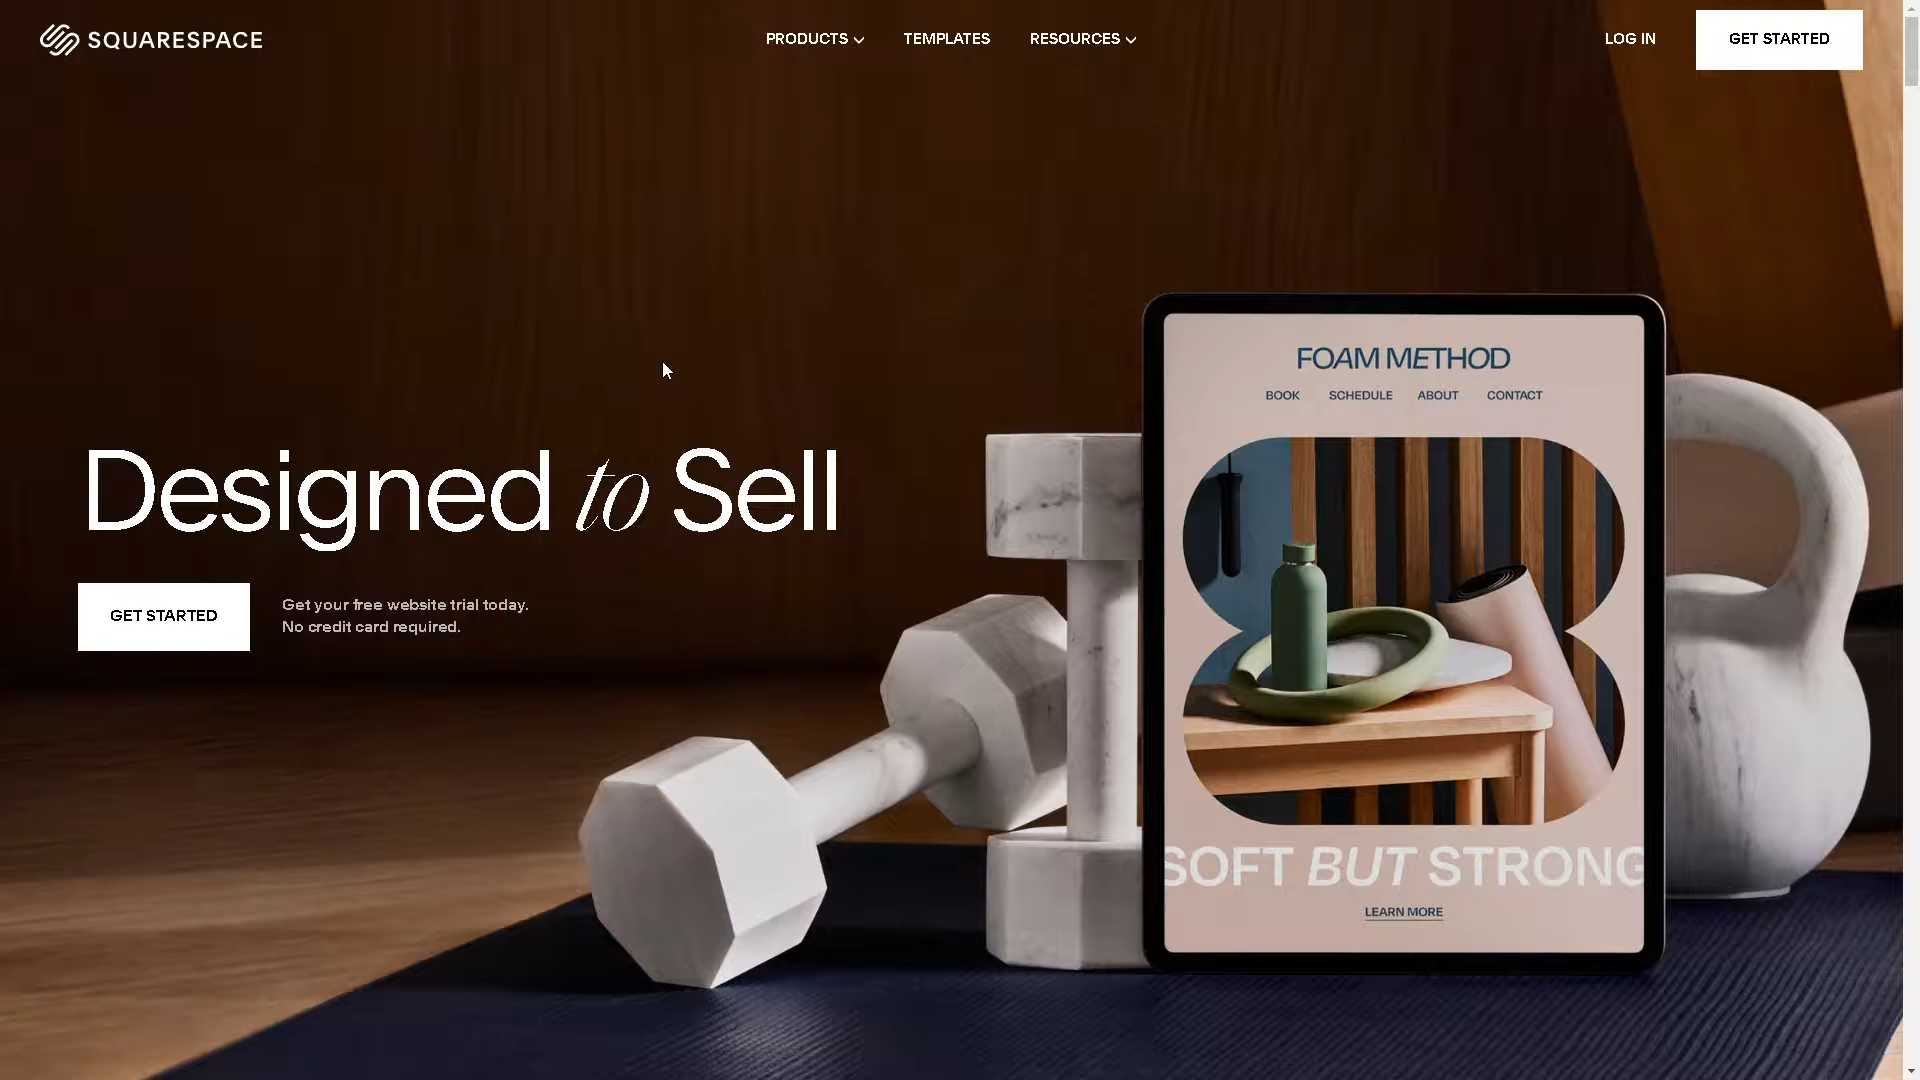 SQUARESPACE
PRODUCTS
TEMPLATES
RESOURCES
LOG IN
GET STARTED
Designed to Sell
GET STARTED
Get your free website trial today.
No credit card required.
FOAM METHOD
BOOK
SCHEDULE
ABOUT
CONTACT
SOFT BUT STRONG
LEARN MORE